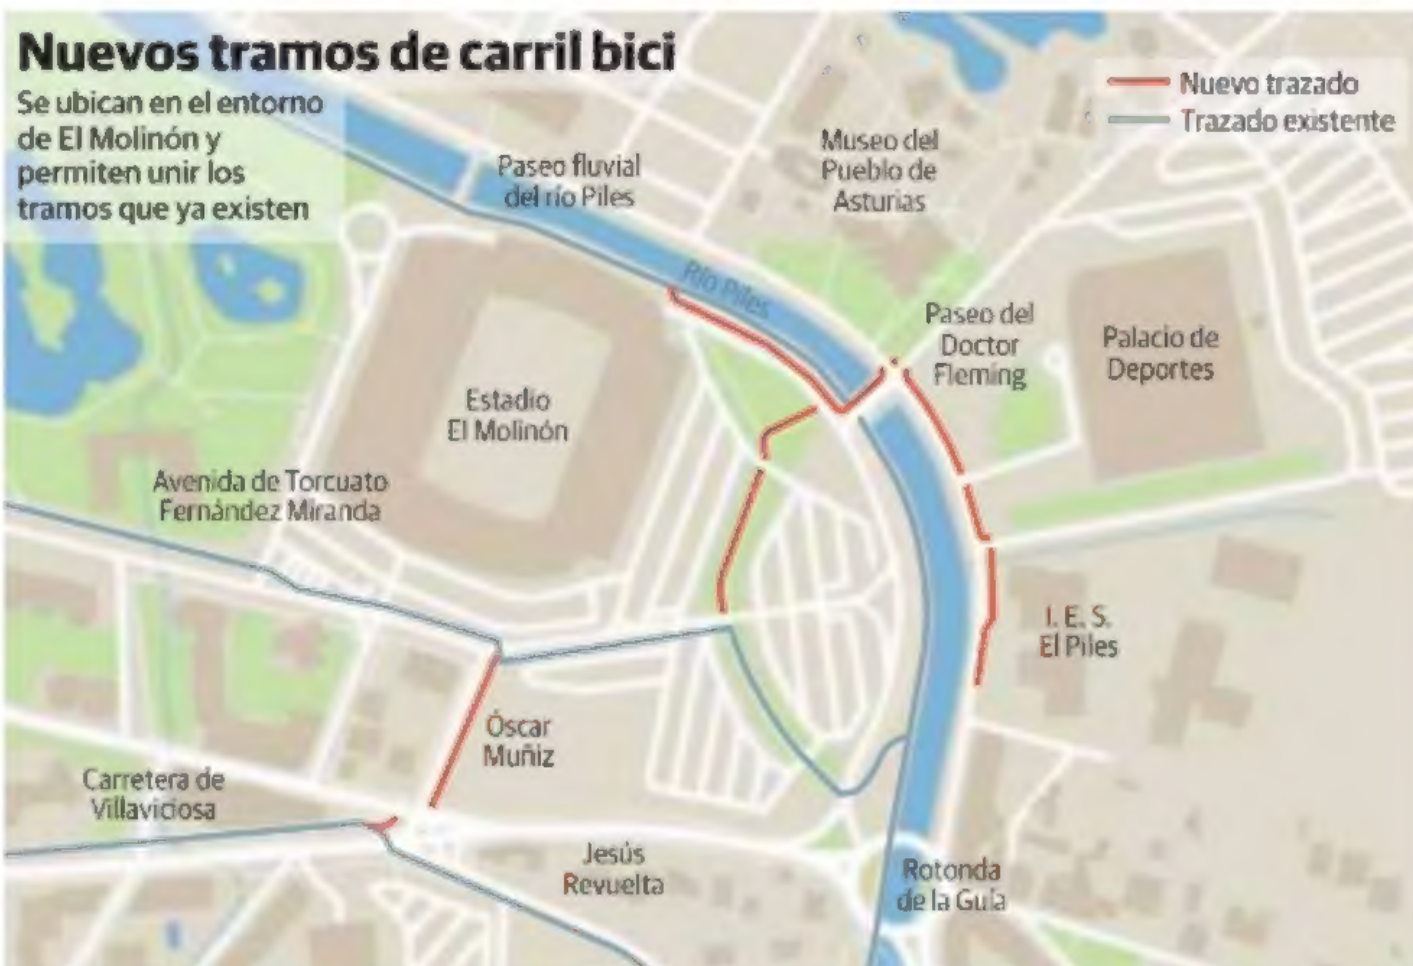 Nuevos tramos de carril bici
Se ubican en el entorno
de El Molinón y
permiten unir los
tramos que ya existen
Nuevo trazado
Trazado existente
Museo del
Pueblo de
Asturias
Paseo fluvial
del río Piles
Río Piles
Paseo del
Doctor
Fleming
Palacio de
Deportes
Estadio
El Molinón
Avenida de Torcuato
Fernández Miranda
I. E. S.
El Piles
Óscar
Muñiz
Carretera de
Villaviciosa
Jesús
Revuelta
Rotonda
de la Guía